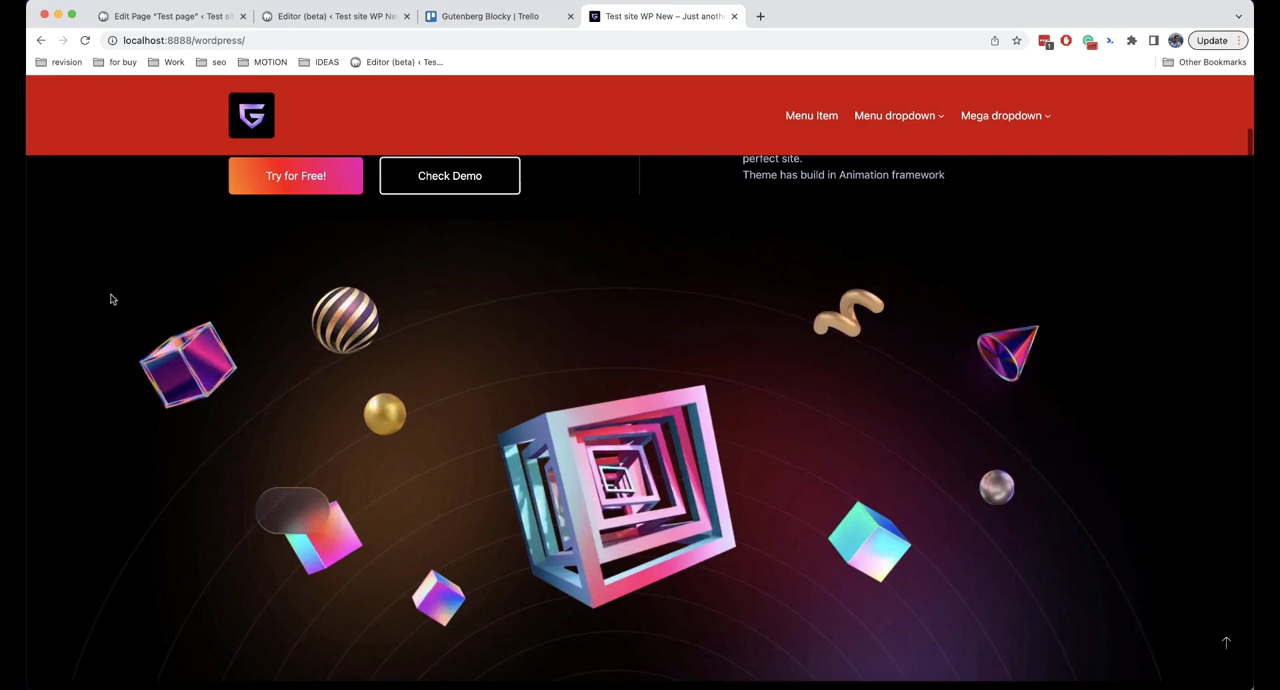 Edit Page "Test page" ‹ Test si
Editor (beta) ‹ Test site WP Ne
Gutenberg Blocky | Trello
Test site WP New – Just anoth
localhost:8888/wordpress/
Update
revision
for buy
Work
seo
MOTION
IDEAS
Editor (beta) ‹ Tes...
Other Bookmarks
Menu Item
Menu dropdown
Mega dropdown
Try for Free!
Check Demo
perfect site.
Theme has build in Animation framework